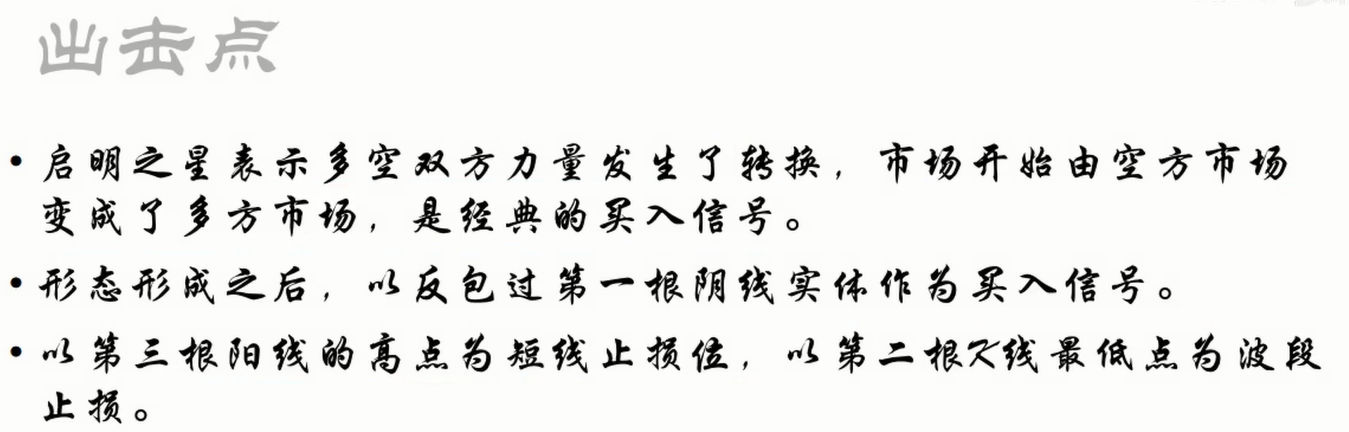 出击点
• 启明之星表示多空双方力量发生了转换，市场开始由空方市场
变成了多方市场，是经典的买入信号。
• 形态形成之后，以反包过第一根阴线实体作为买入信号。
• 以第三根阳线的高点为短线止损位，以第二根K线最低点为波段
止损。